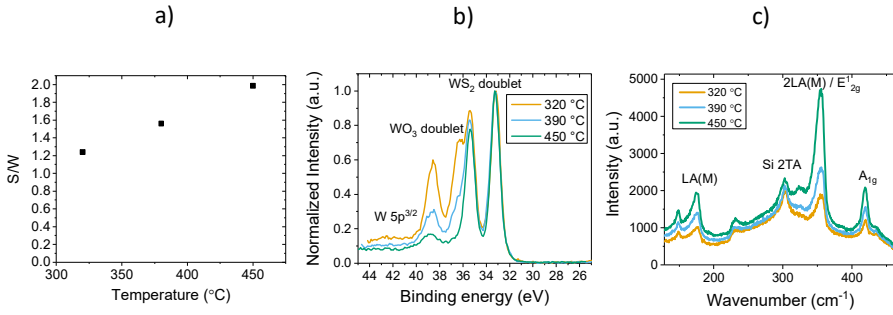 a)
S/W
2.0
1.8
1.6
1.4
1.2
1.0
0.8
0.6
0.4
0.2
0.0
300 350 400 450
Temperature (°C)
b)
Normalized Intensity (a.u.)
1.0
0.8
0.6
0.4
0.2
0.0
WS₂ doublet
WO₃ doublet
W 5p³ᐟ²
320 °C
390 °C
450 °C
44 42 40 38 36 34 32 30 28 26
Binding energy (eV)
c)
Intensity (a.u.)
5000
4000
3000
2000
1000
0
320 °C
390 °C
450 °C
2LA(M) / E¹'₂g
Si 2TA
LA(M)
A₁g
200 300 400
Wavenumber (cm⁻¹)